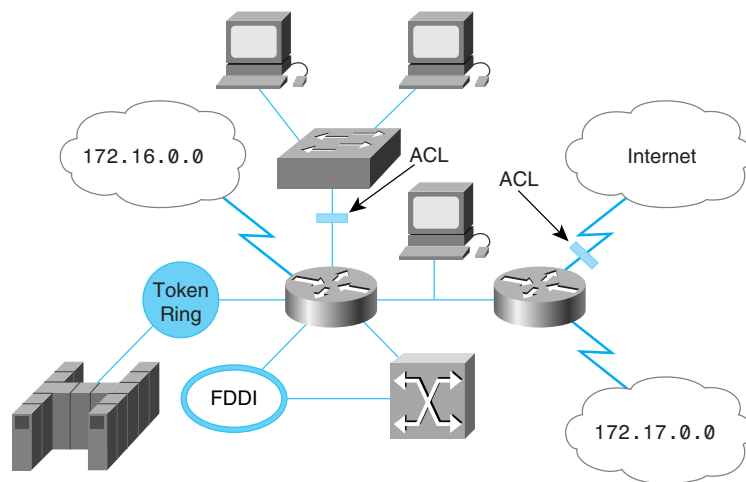 172.16.0.0
ACL
Internet
ACL
Token
Ring
FDDI
172.17.0.0